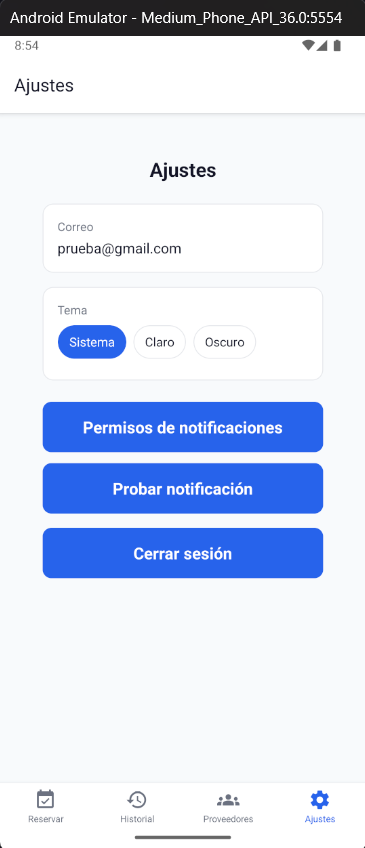 Android Emulator - Medium_Phone_API_36.0:5554
8:54
Ajustes
Ajustes
Correo
prueba@gmail.com
Tema
Sistema Claro Oscuro
Permisos de notificaciones
Probar notificación
Cerrar sesión
Reservar Historial Proveedores Ajustes